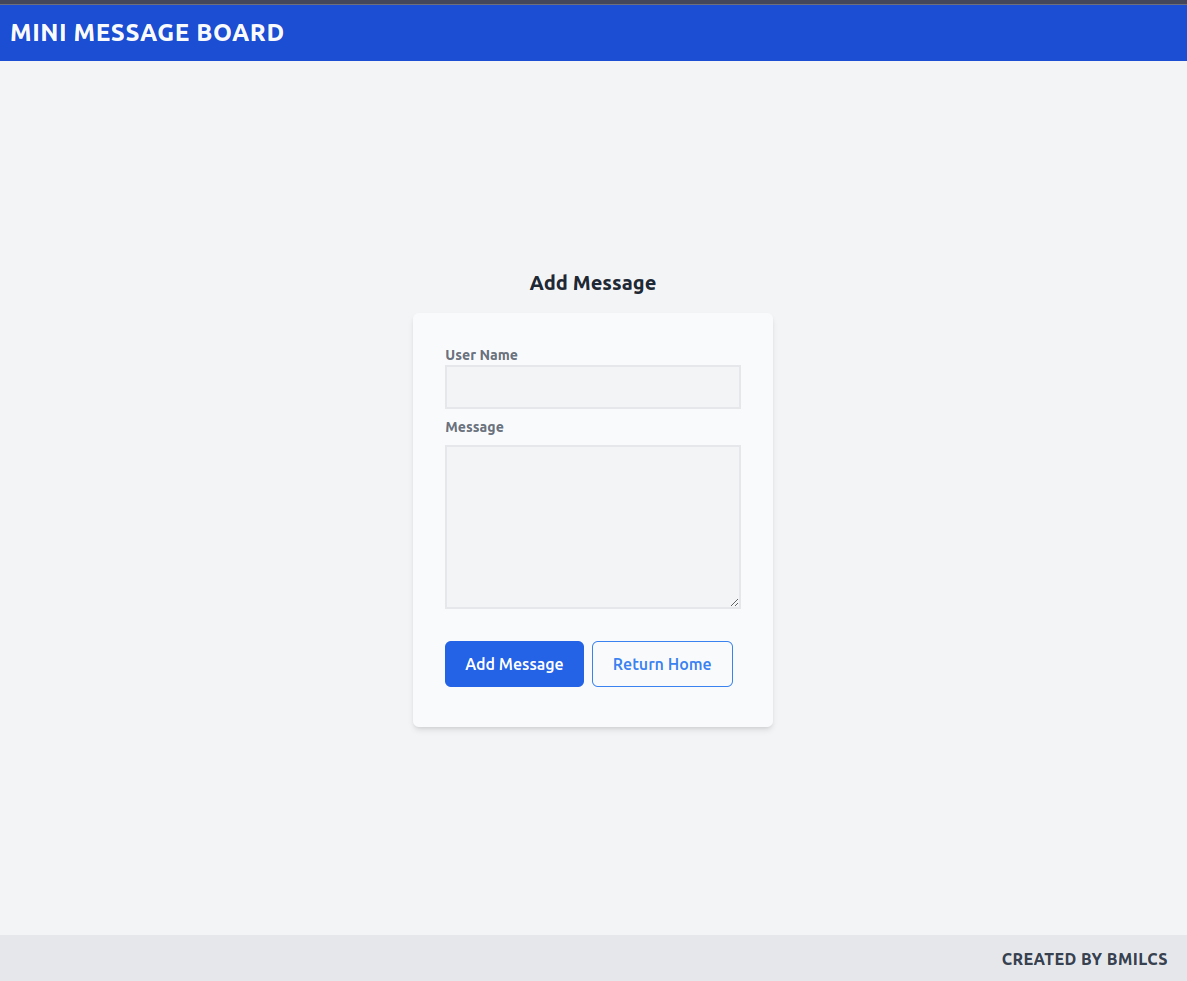 MINI MESSAGE BOARD
Add Message
User Name
Message
Add Message Return Home
CREATED BY BMILCS